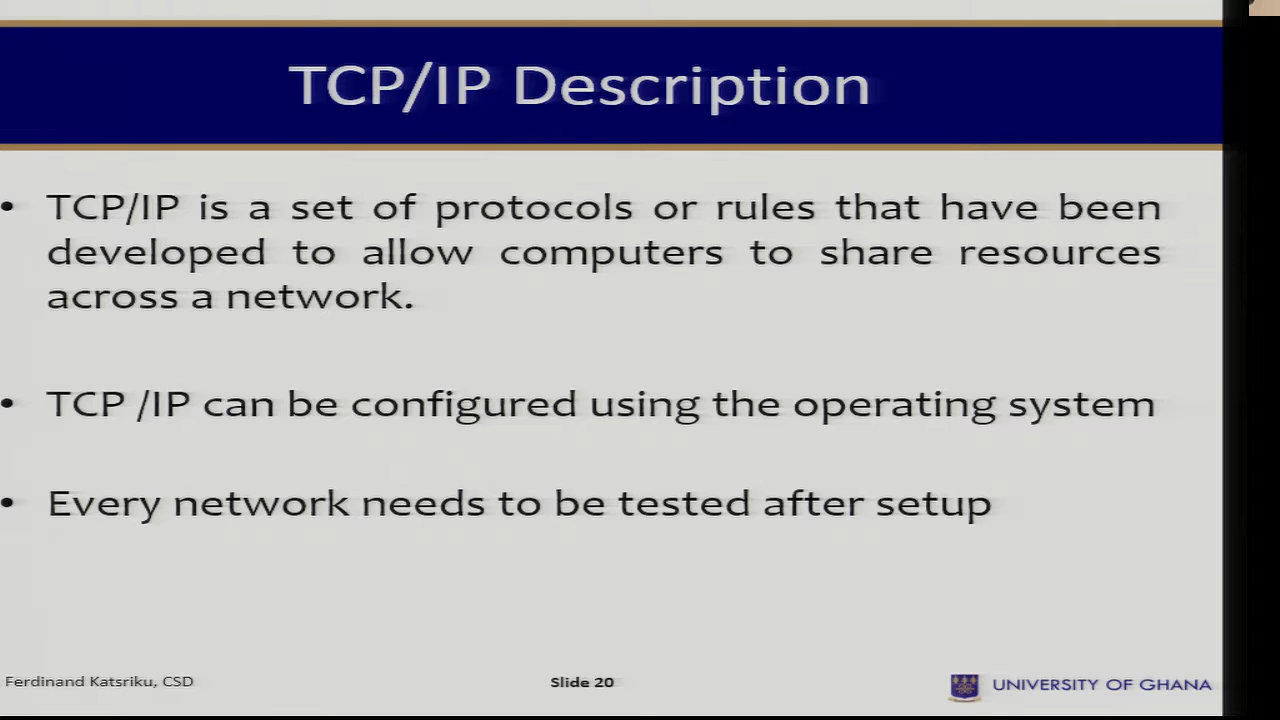 TCP/IP Description
• TCP/IP is a set of protocols or rules that have been
developed to allow computers to share resources
across a network.
• TCP /IP can be configured using the operating system
• Every network needs to be tested after setup
Ferdinand Katsriku, CSD
Slide 20
UNIVERSITY OF GHANA